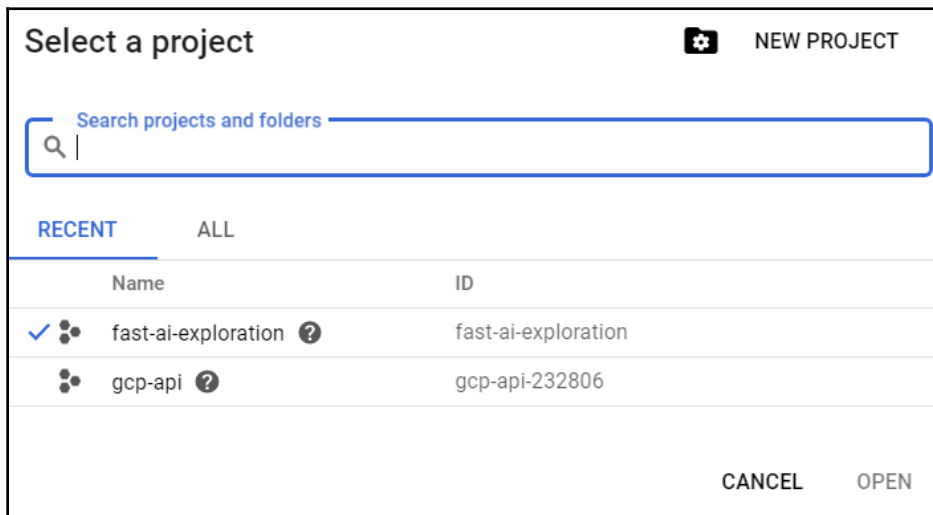 Select a project NEW PROJECT
Search projects and folders
RECENT ALL
Name ID
fast-ai-exploration fast-ai-exploration
gcp-api gcp-api-232806
CANCEL OPEN